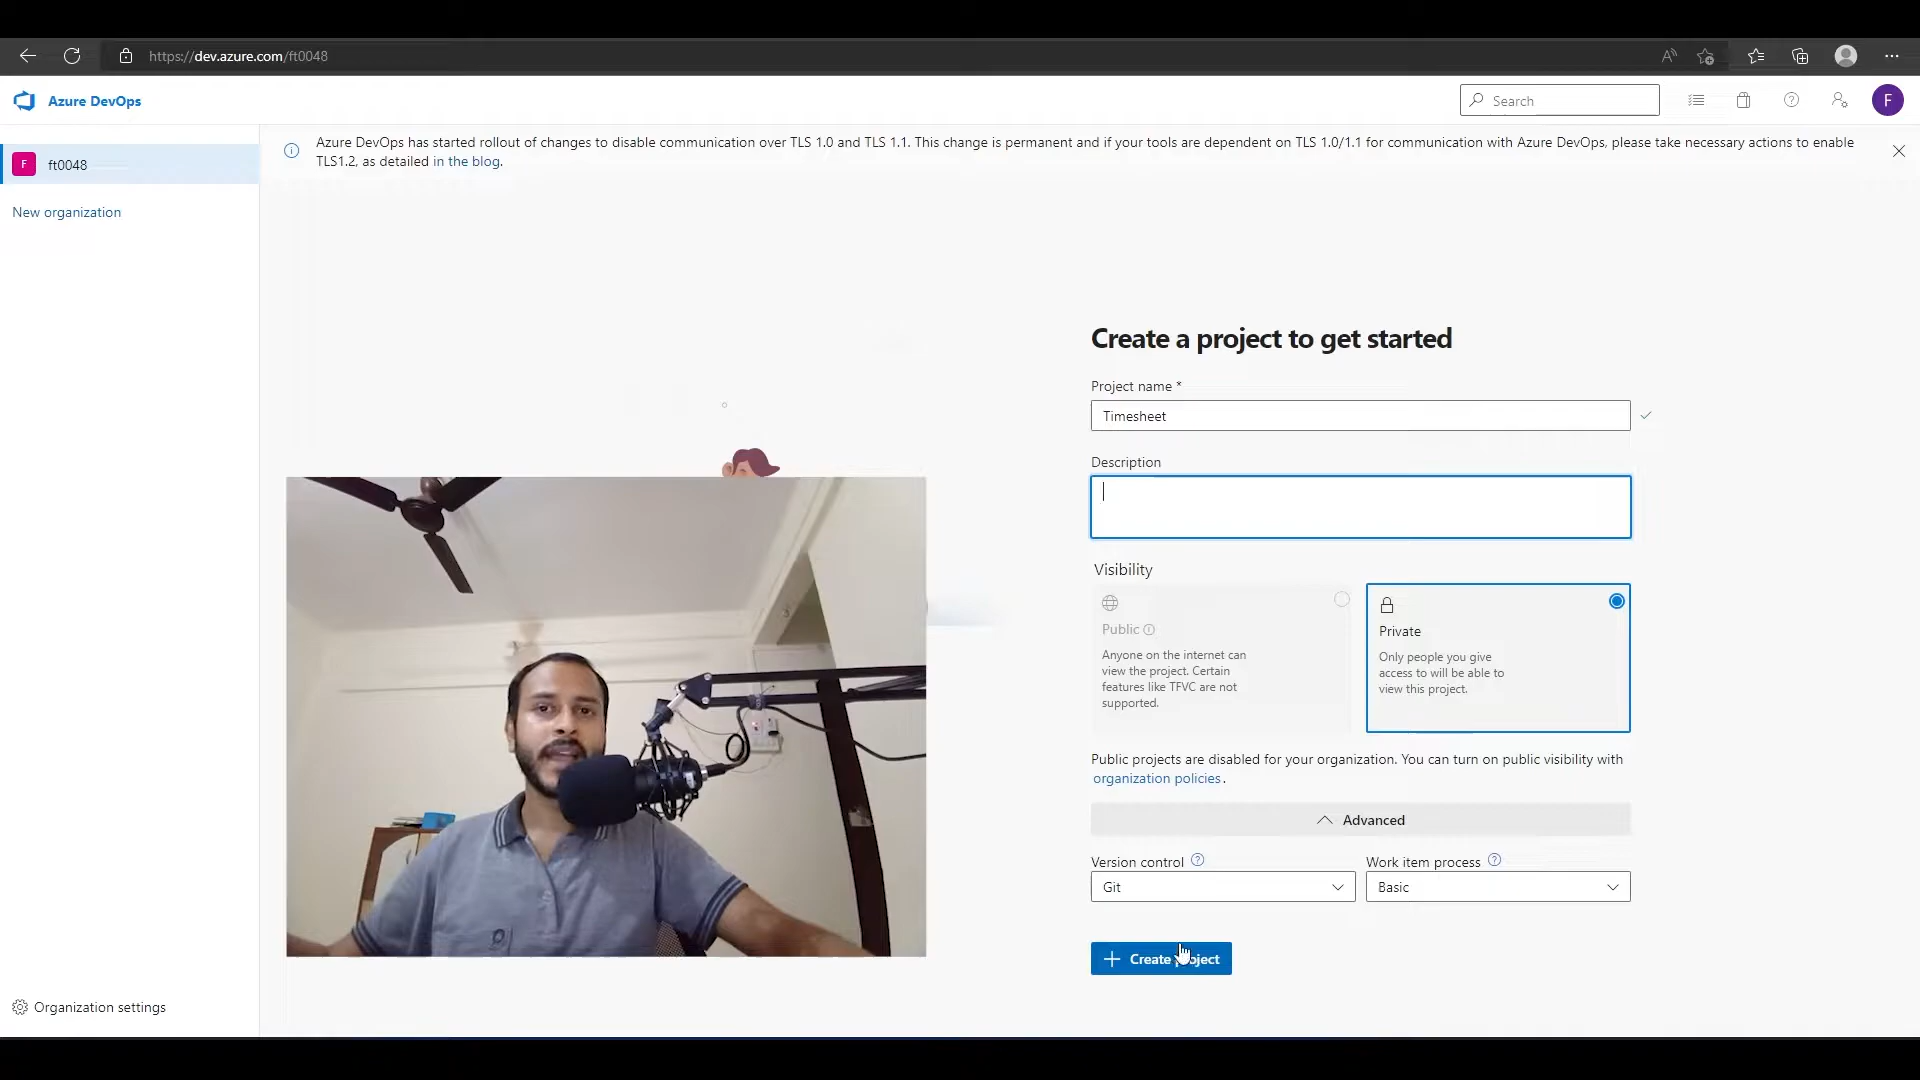 https://dev.azure.com/ft0048
Azure DevOps
Search
F
F
ft0048
New organization
Azure DevOps has started rollout of changes to disable communication over TLS 1.0 and TLS 1.1. This change is permanent and if your tools are dependent on TLS 1.0/1.1 for communication with Azure DevOps, please take necessary actions to enable
TLS1.2, as detailed in the blog.
Create a project to get started
Project name *
Timesheet
Description
Visibility
Public
Anyone on the internet can
view the project. Certain
features like TFVC are not
supported.
Private
Only people you give
access to will be able to
view this project.
Public projects are disabled for your organization. You can turn on public visibility with
organization policies.
Advanced
Version control
Work item process
Git
Basic
Create project
Organization settings